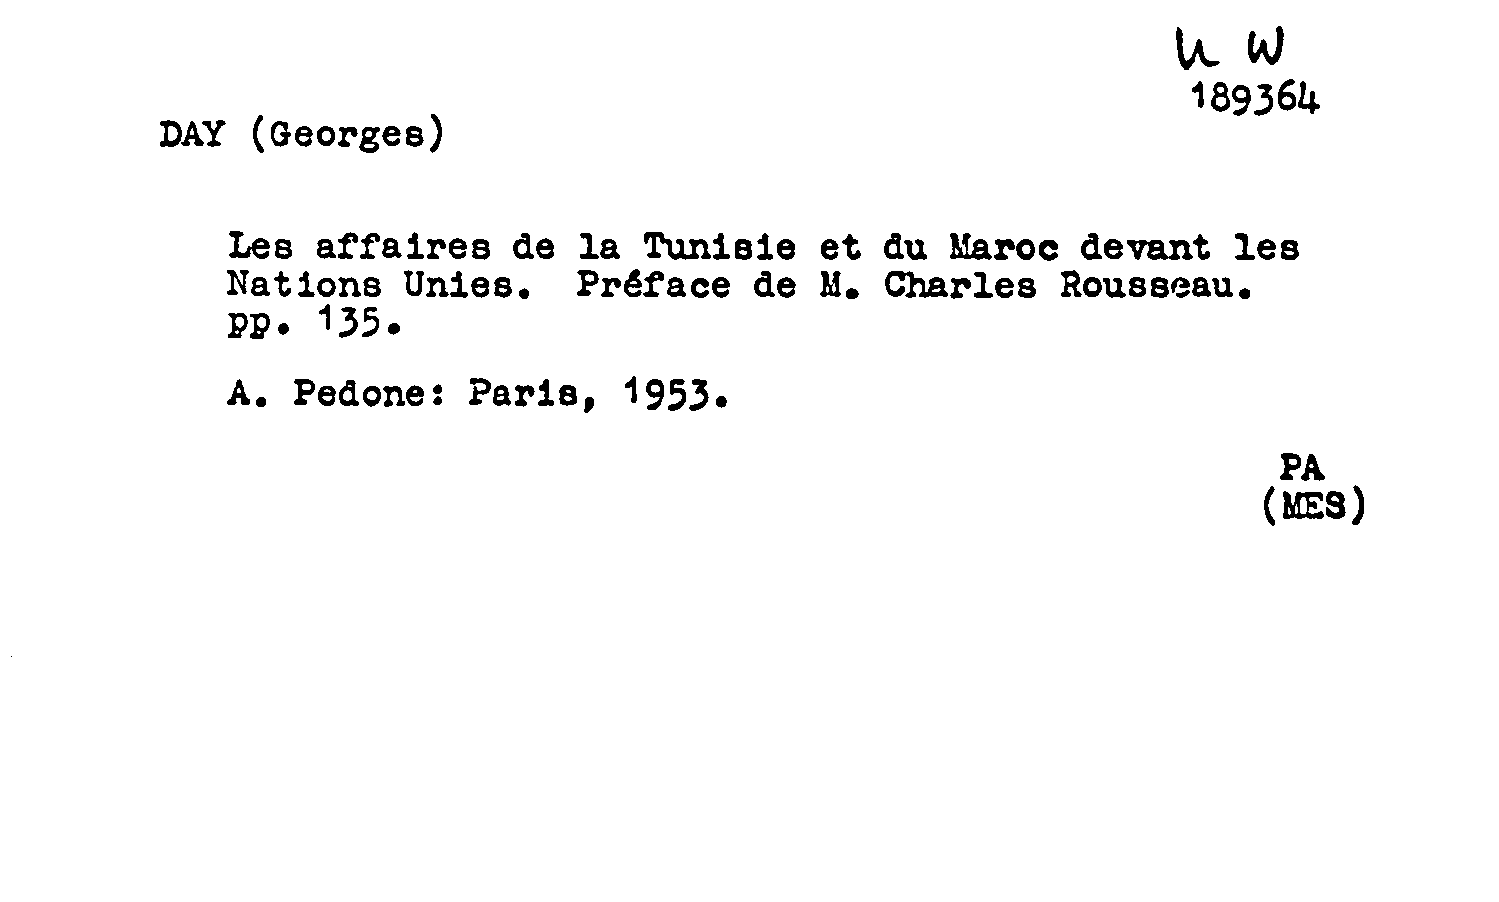 U W
189364
DAY (Georges)
Les affaires de la Tunisie et du Maroc devant les
Nations Unies. Préface de M. Charles Rousseau.
pp. 135.
A. Pedone: Paris, 1953.
PA
(MES)